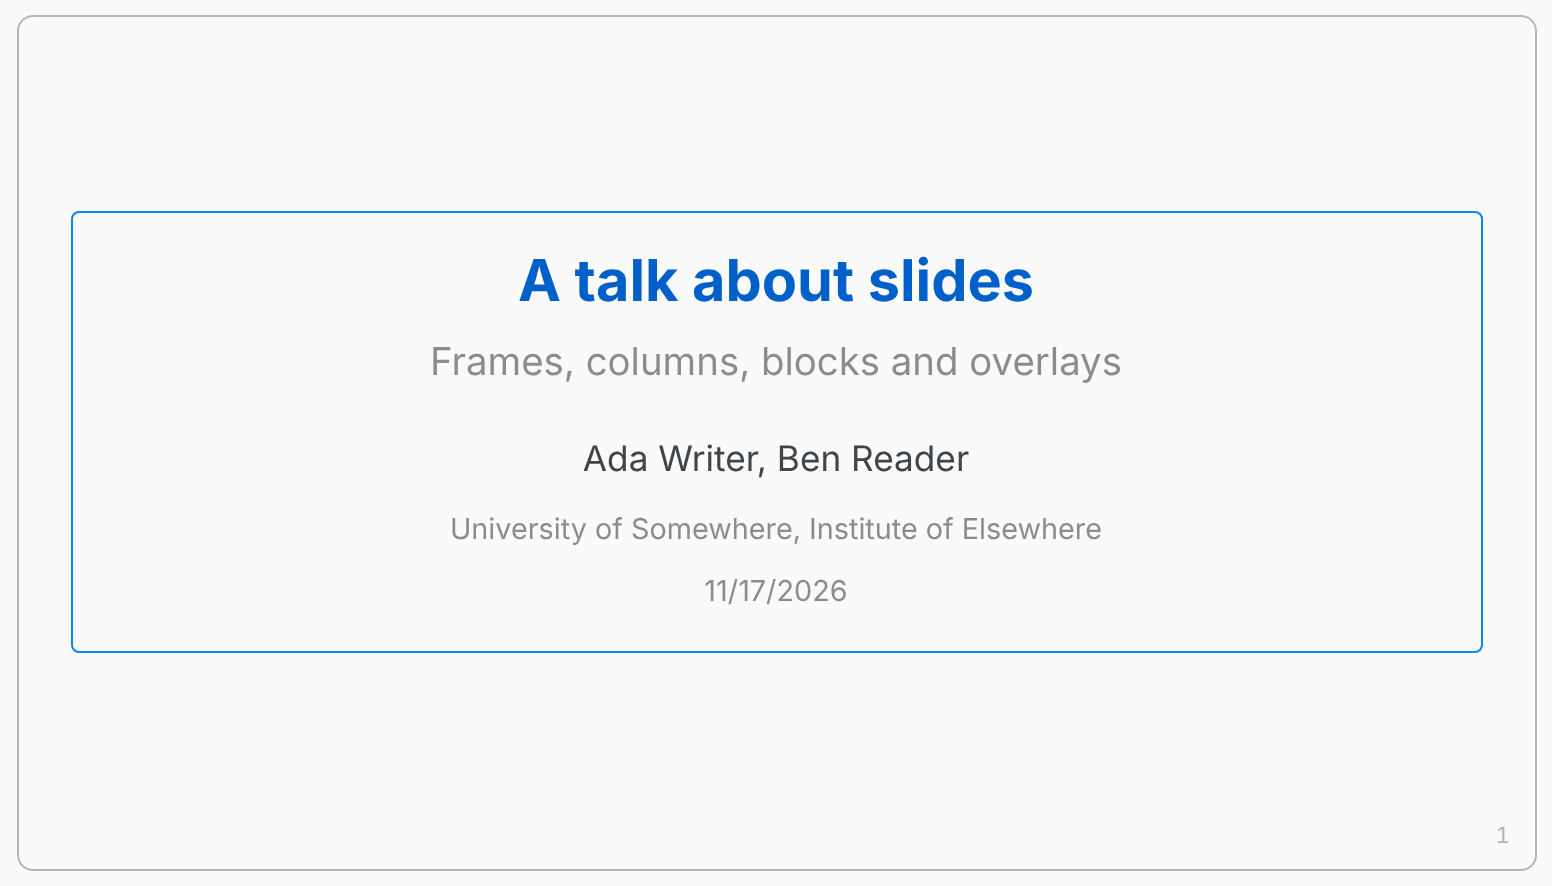 A talk about slides
Frames, columns, blocks and overlays
Ada Writer, Ben Reader
University of Somewhere, Institute of Elsewhere
11/17/2026
1